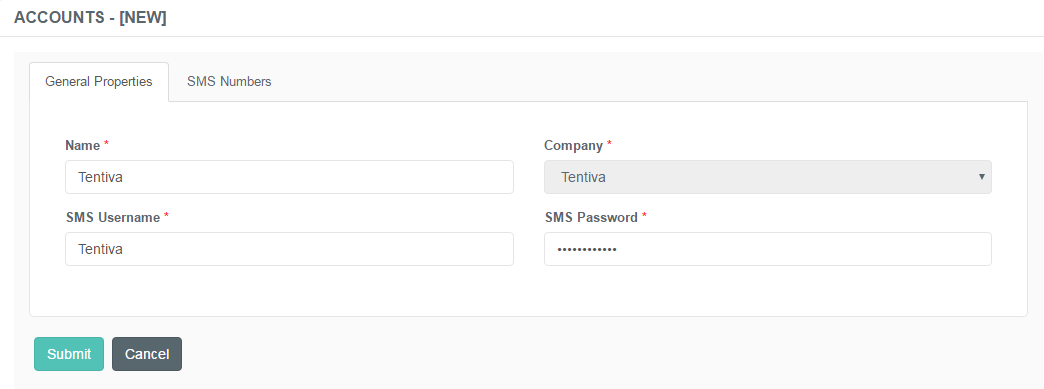 ACCOUNTS - [NEW]
General Properties SMS Numbers
Name * Company *
Tentiva Tentiva
SMS Username * SMS Password *
Tentiva ••••••••••••
Submit Cancel